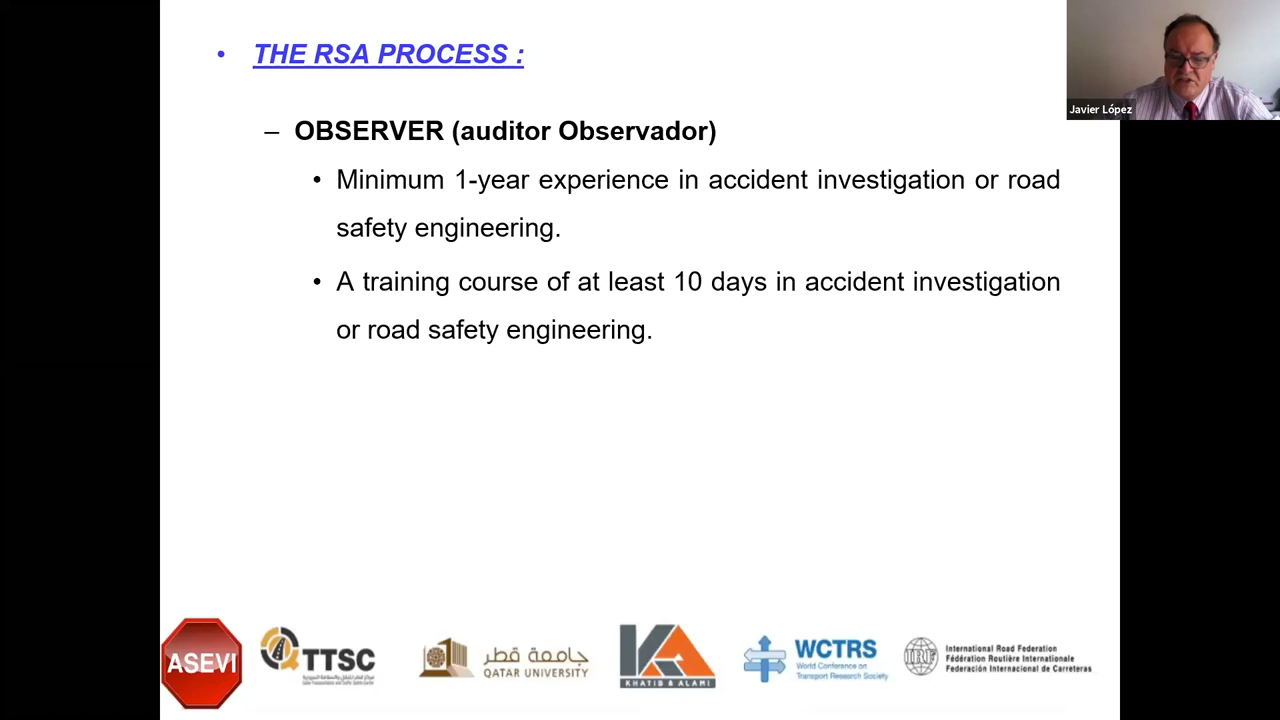 • THE RSA PROCESS :
Javier López
– OBSERVER (auditor Observador)
• Minimum 1-year experience in accident investigation or road
safety engineering.
• A training course of at least 10 days in accident investigation
or road safety engineering.
ASEVI
QTTSC
جامعة قطر
QATAR UNIVERSITY
KA
KHATIB & ALAMI
WCTRS
World Conference on
Transport Research Society
IRF
International Road Federation
Fédération Routière Internationale
Federación Internacional de Carreteras